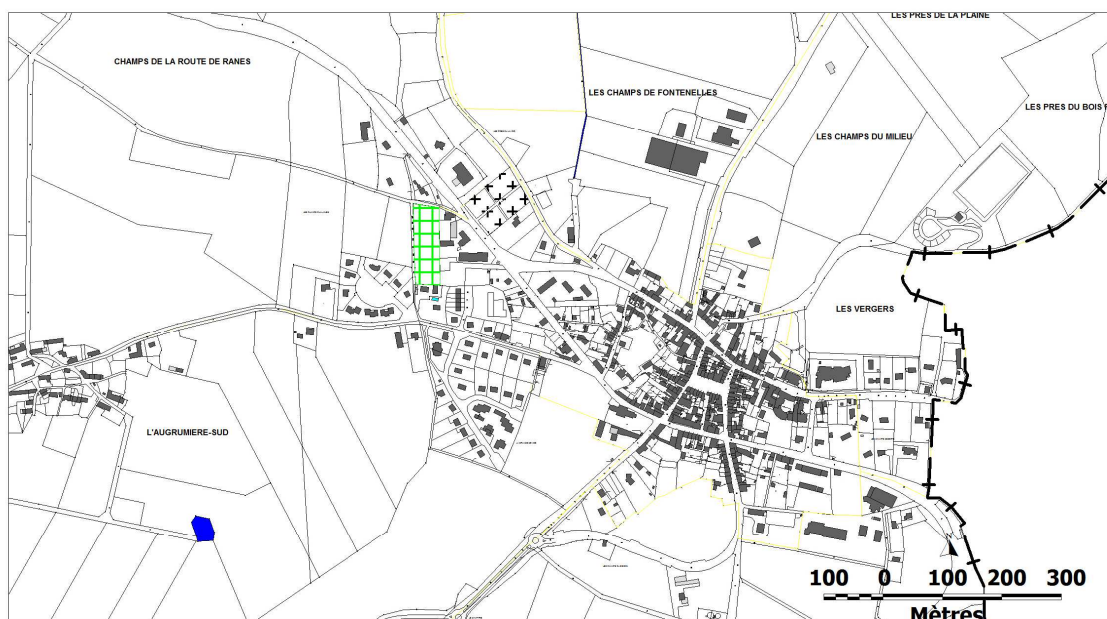 LES PRES DE LA PLAINE
CHAMPS DE LA ROUTE DE RANES
LES CHAMPS DE FONTENELLES
LES PRES DU BOIS
LES CHAMPS DU MILIEU
LES VERGERS
L'AUGRUMIERE-SUD
100 0 100 200 300
Mètres